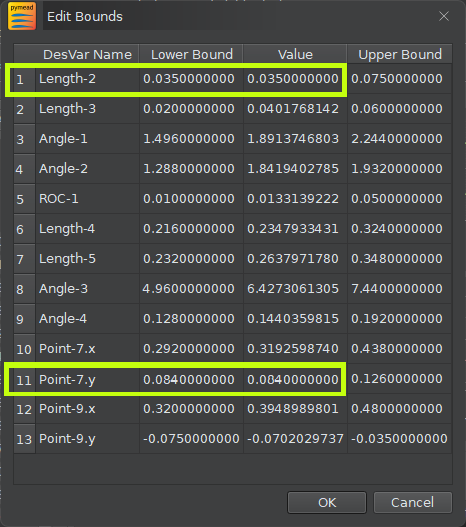 pymead
Edit Bounds
DesVar Name Lower Bound Value Upper Bound
1 Length-2 0.0350000000 0.0350000000 0.0750000000
2 Length-3 0.0200000000 0.0401768142 0.0600000000
3 Angle-1 1.4960000000 1.8913746803 2.2440000000
4 Angle-2 1.2880000000 1.8419402785 1.9320000000
5 ROC-1 0.0100000000 0.0133139222 0.0500000000
6 Length-4 0.2160000000 0.2347933431 0.3240000000
7 Length-5 0.2320000000 0.2637971780 0.3480000000
8 Angle-3 4.9600000000 6.4273061305 7.4400000000
9 Angle-4 0.1280000000 0.1440359815 0.1920000000
10 Point-7.x 0.2920000000 0.3192598740 0.4380000000
11 Point-7.y 0.0840000000 0.0840000000 0.1260000000
12 Point-9.x 0.3200000000 0.3948989801 0.4800000000
13 Point-9.y -0.0750000000 -0.0702029737 -0.0350000000
OK Cancel